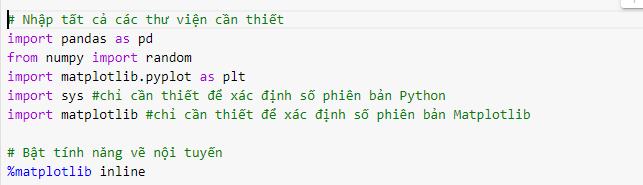 # Nhập tất cả các thư viện cần thiết
import pandas as pd
from numpy import random
import matplotlib.pyplot as plt
import sys #chỉ cần thiết để xác định số phiên bản Python
import matplotlib #chỉ cần thiết để xác định số phiên bản Matplotlib
# Bật tính năng vẽ nội tuyến
%matplotlib inline